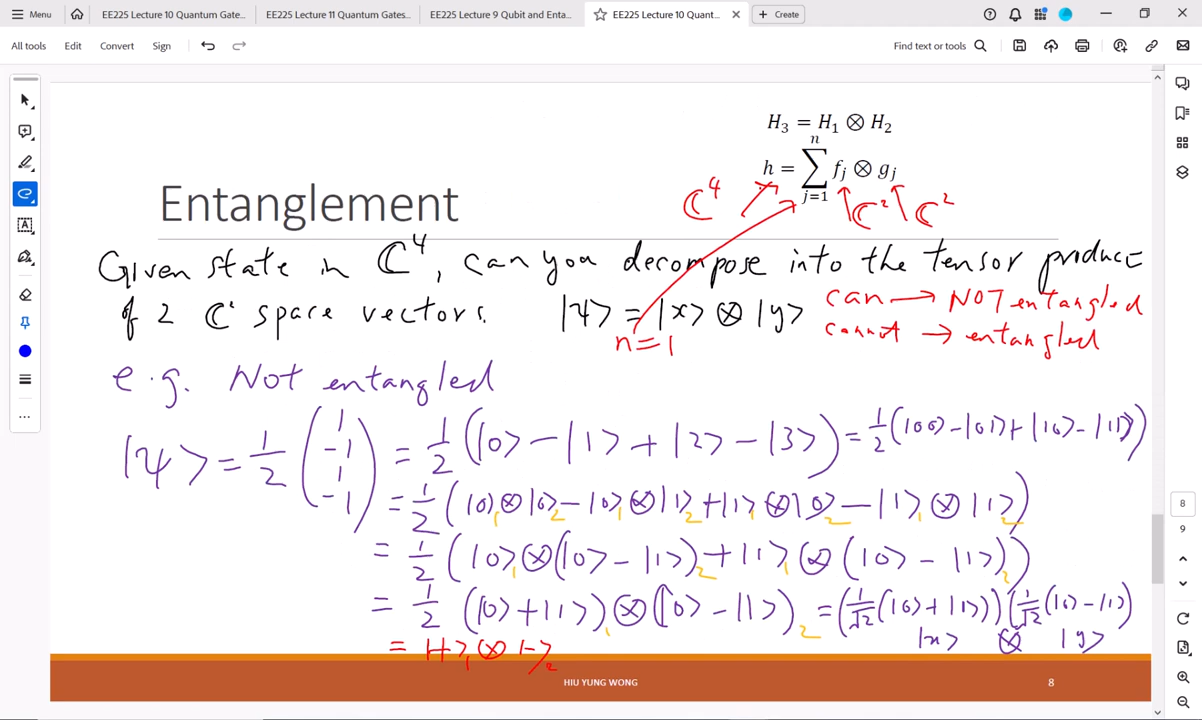 Menu EE225 Lecture 10 Quantum Gate... EE225 Lecture 11 Quantum Gates... EE225 Lecture 9 Qubit and Enta... EE225 Lecture 10 Quant... Create
All tools Edit Convert Sign Find text or tools
H₃ = H₁ ⊗ H₂
h = ∑ⁿⱼ₌₁ fⱼ ⊗ gⱼ
ℂ⁴ ℂ² ℂ²
Entanglement
Given state in ℂ⁴, can you decompose into the tensor produce
of 2 ℂ² space vectors. |Ψ> = |x> ⊗ |y> can → NOT entangled
n=1 cannot → entangled
e.g. Not entangled
|Ψ> = 1/2 (1 -1 1 -1) = 1/2 (|0> - |1> + |2> - |3>) = 1/2 (|00> - |01> + |10> - |11>)
= 1/2 (|0>₁ ⊗ |0>₂ - |0>₁ ⊗ |1>₂ + |1>₁ ⊗ |0>₂ - |1>₁ ⊗ |1>₂)
= 1/2 (|0>₁ ⊗ (|0> - |1>)₂ + |1>₁ ⊗ (|0> - |1>)₂)
= 1/2 (|0> + |1>)₁ ⊗ (|0> - |1>)₂ = (1/√2 (|0> + |1>)) (1/√2 (|0> - |1>)
|x> ⊗ |y>
= |+>₁ ⊗ |->₂
HIU YUNG WONG 8
8
9